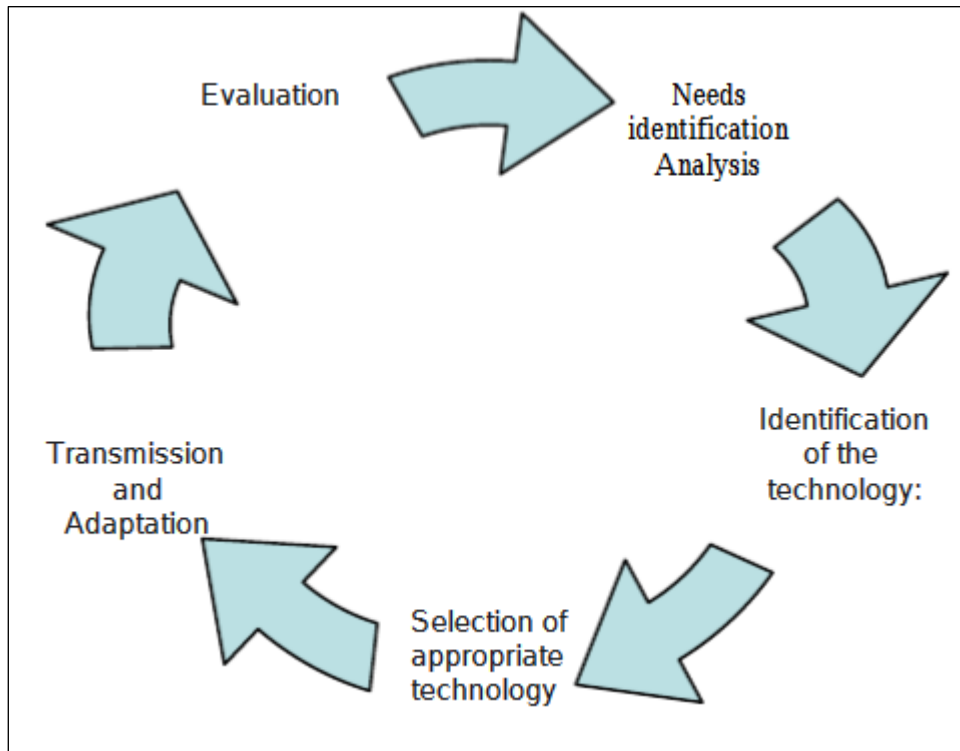 Evaluation
Needs
identification
Analysis
Identification
of the
technology:
Selection of
appropriate
technology
Transmission
and
Adaptation